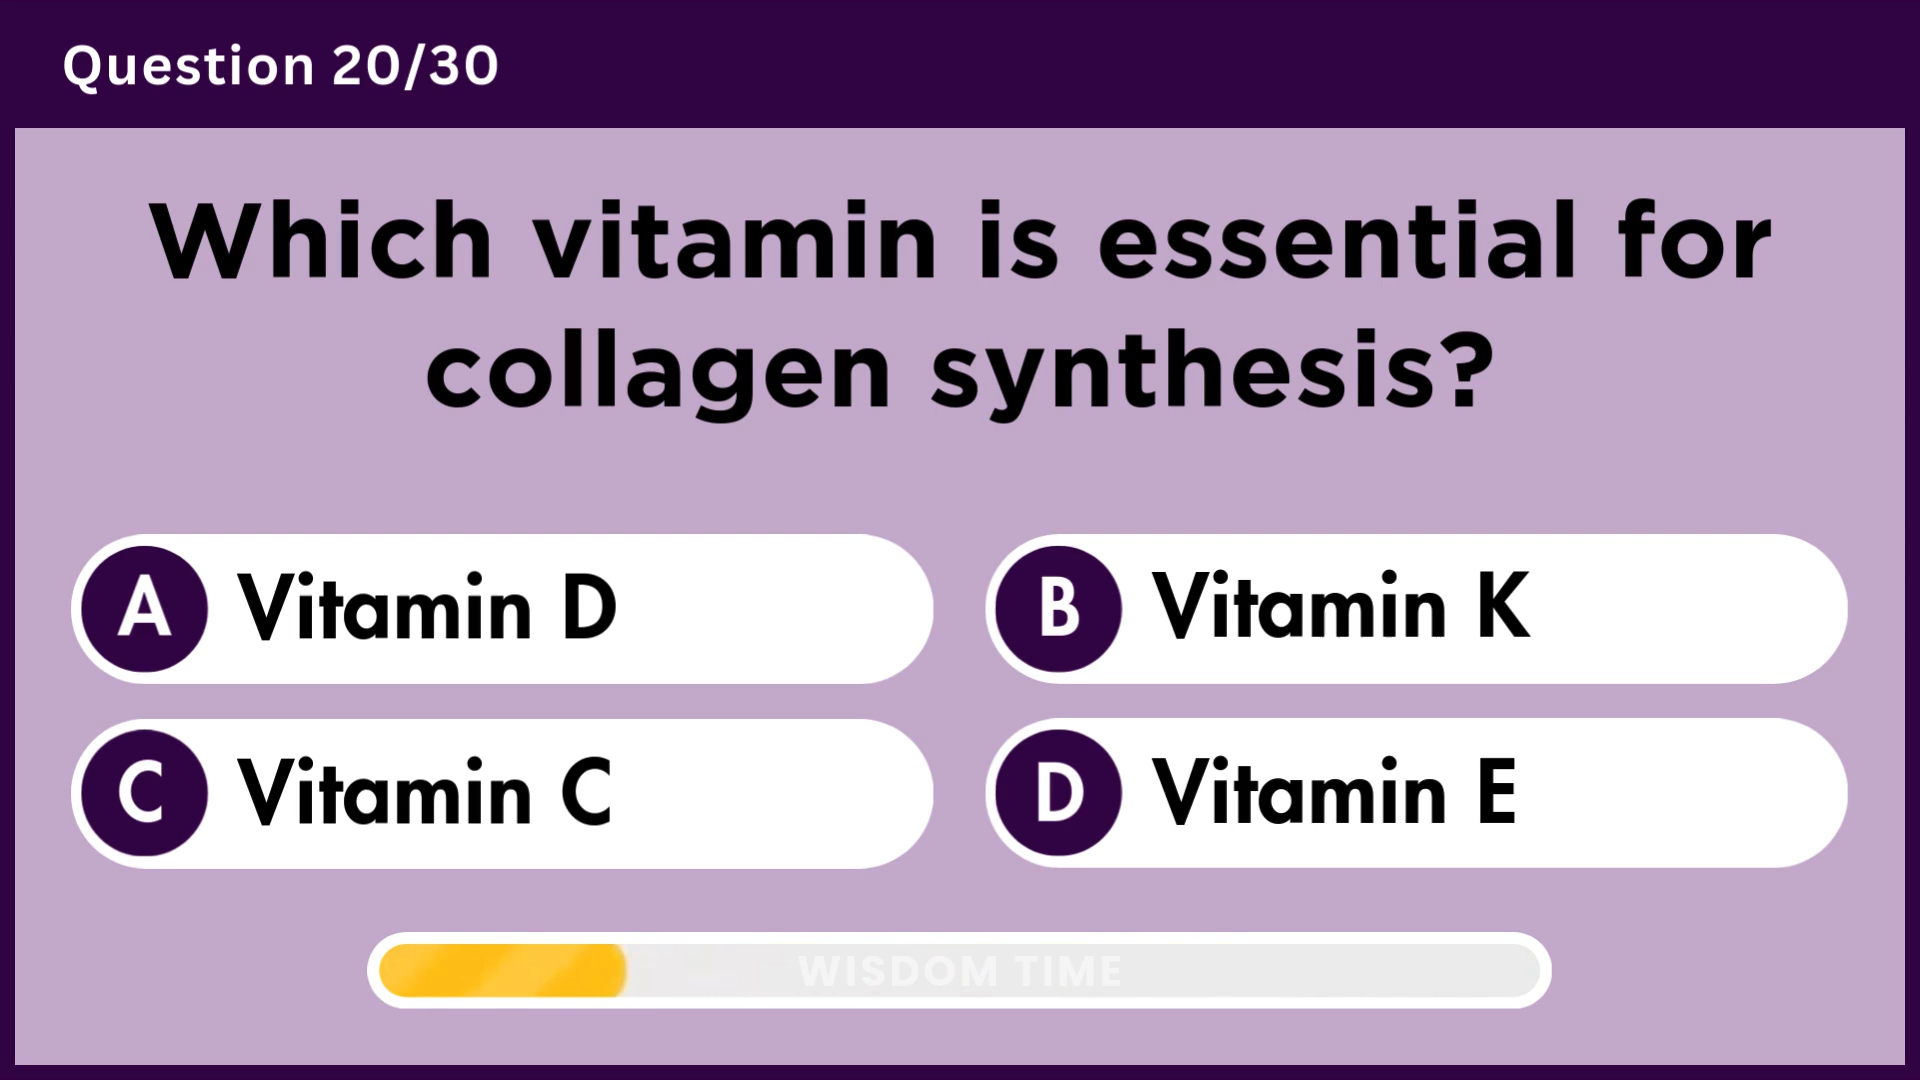 Question 20/30
Which vitamin is essential for
collagen synthesis?
A Vitamin D
B Vitamin K
C Vitamin C
D Vitamin E
WISDOM TIME